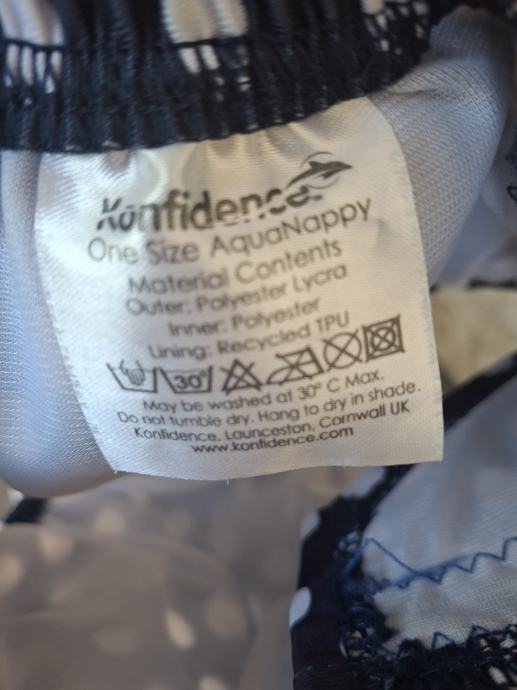 Konfidence
One Size AquaNappy
Material Contents
Outer: Polyester Lycra
Inner: Polyester
Lining: Recycled TPU
30°
May be washed at 30° C Max.
Do not tumble dry. Hang to dry in shade.
Konfidence, Launceston, Cornwall UK
www.konfidence.com